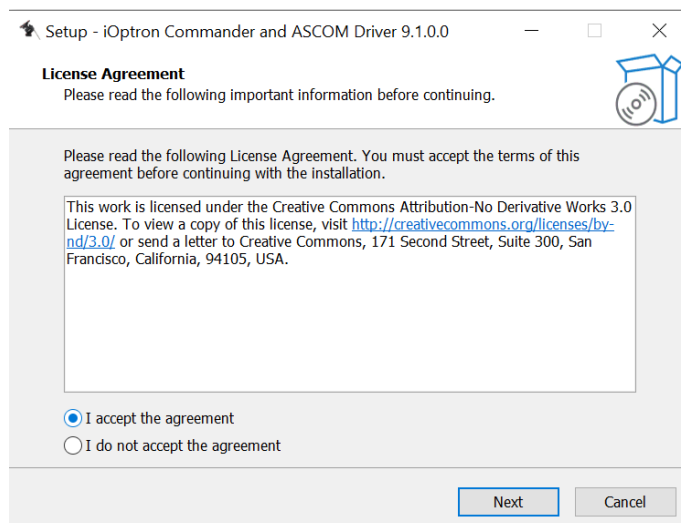 Setup - iOptron Commander and ASCOM Driver 9.1.0.0
License Agreement
Please read the following important information before continuing.
Please read the following License Agreement. You must accept the terms of this
agreement before continuing with the installation.
This work is licensed under the Creative Commons Attribution-No Derivative Works 3.0
License. To view a copy of this license, visit http://creativecommons.org/licenses/by-
nd/3.0/ or send a letter to Creative Commons, 171 Second Street, Suite 300, San
Francisco, California, 94105, USA.
I accept the agreement
I do not accept the agreement
Next
Cancel